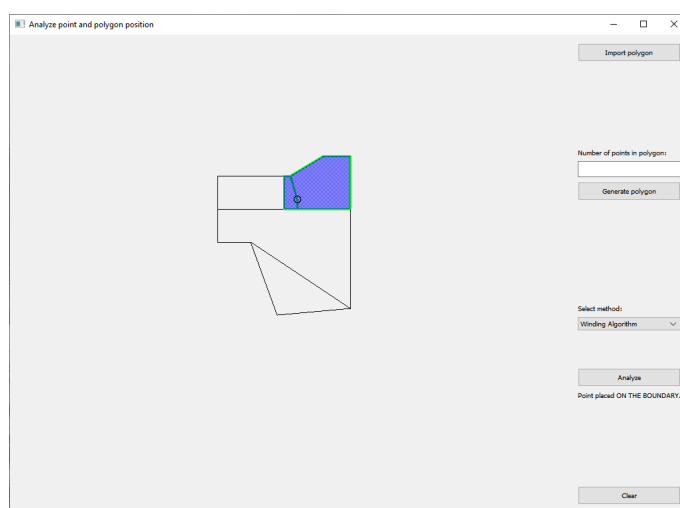 Analyze point and polygon position
Import polygon
Number of points in polygon:
Generate polygon
Select method:
Winding Algorithm
Analyze
Point placed ON THE BOUNDARY.
Clear